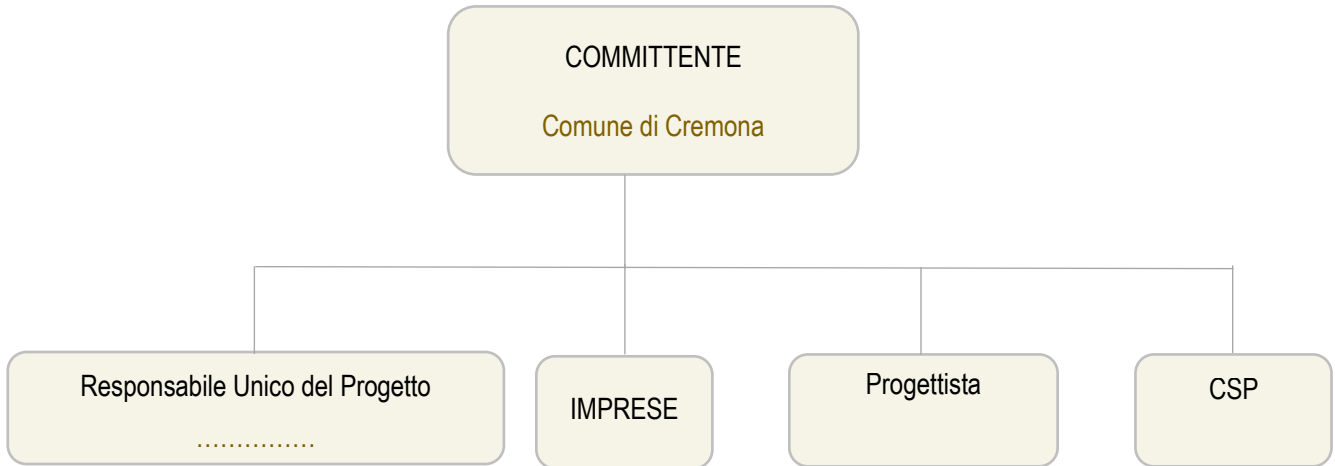 COMMITTENTE
Comune di Cremona
Responsabile Unico del Progetto
……………
IMPRESE
Progettista
CSP